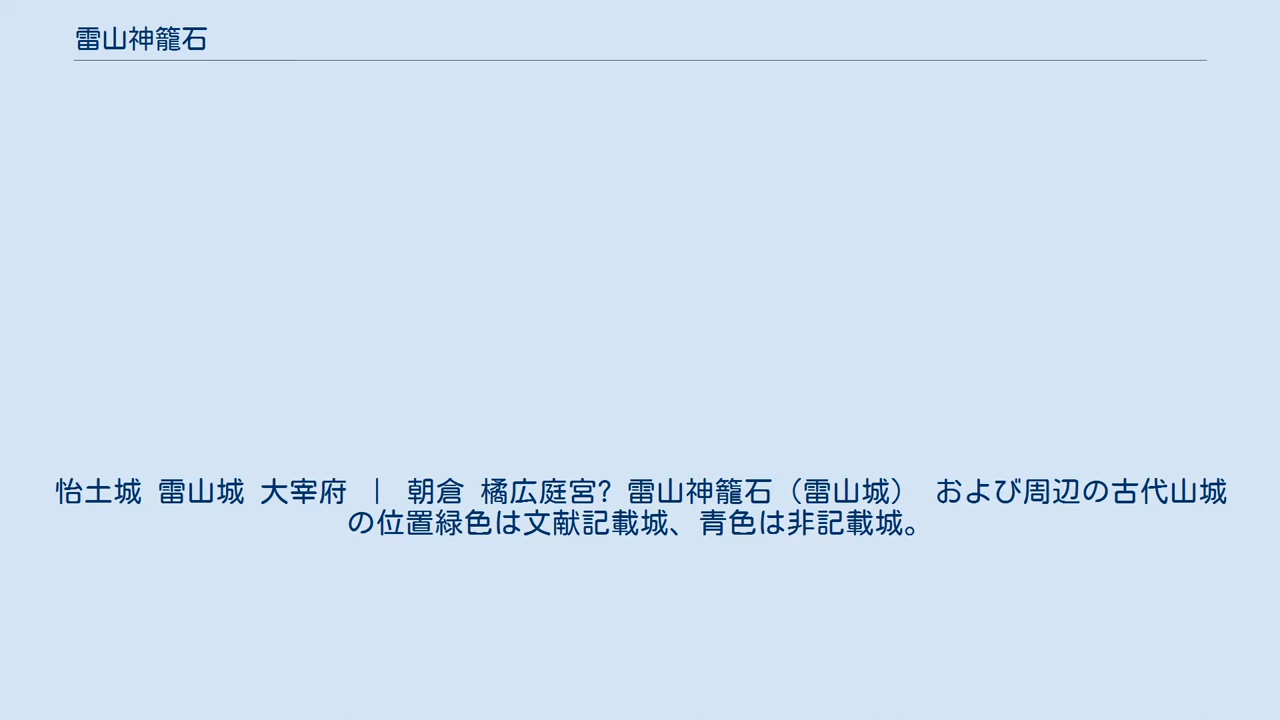 雷山神籠石
怡土城 雷山城 大宰府 | 朝倉 橘広庭宮? 雷山神籠石（雷山城） および周辺の古代山城
の位置緑色は文献記載城、青色は非記載城。